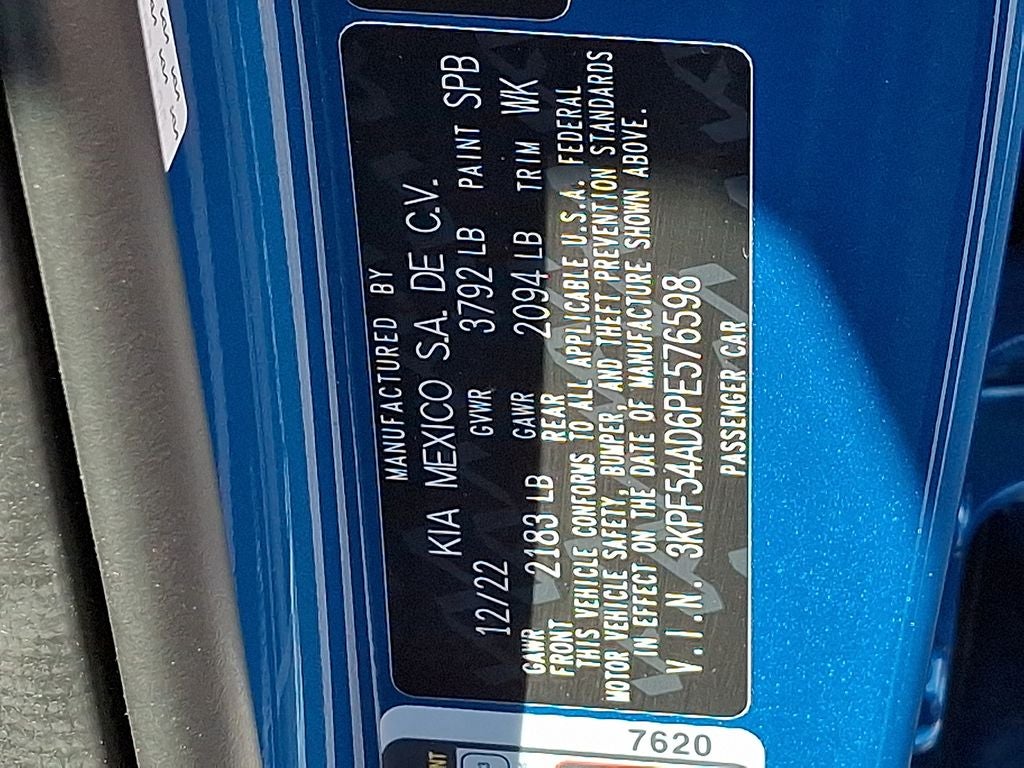 MANUFACTURED BY
KIA MEXICO S.A. DE C.V.
12/22 GVWR 3792 LB PAINT SPB
GAWR FRONT 2183 LB GAWR REAR 2094 LB TRIM WK
THIS VEHICLE CONFORMS TO ALL APPLICABLE U.S.A. FEDERAL
MOTOR VEHICLE SAFETY, BUMPER, AND THEFT PREVENTION STANDARDS
IN EFFECT ON THE DATE OF MANUFACTURE SHOWN ABOVE.
V.I.N. 3KPF54AD6PE576598
PASSENGER CAR
7620